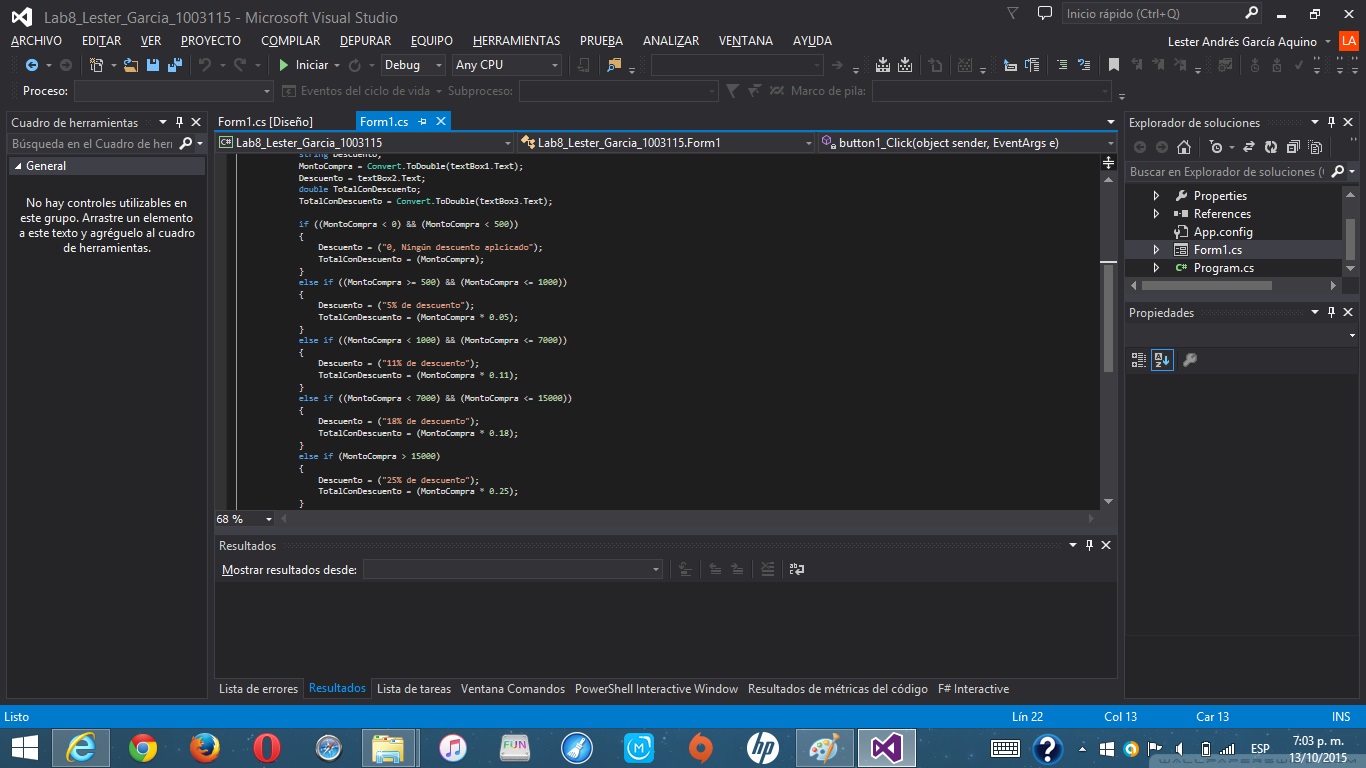 Lab8_Lester_Garcia_1003115 - Microsoft Visual Studio
Inicio rápido (Ctrl+Q)
ARCHIVO EDITAR VER PROYECTO COMPILAR DEPURAR EQUIPO HERRAMIENTAS PRUEBA ANALIZAR VENTANA AYUDA
Lester Andrés García Aquino LA
Iniciar Debug Any CPU
Proceso: Eventos del ciclo de vida Subproceso: Marco de pila:
Cuadro de herramientas
Búsqueda en el Cuadro de her
General
No hay controles utilizables en
este grupo. Arrastre un elemento
a este texto y agréguelo al cuadro
de herramientas.
Form1.cs [Diseño] Form1.cs
Lab8_Lester_Garcia_1003115 Lab8_Lester_Garcia_1003115.Form1 button1_Click(object sender, EventArgs e)
string Descuento;
MontoCompra = Convert.ToDouble(textBox1.Text);
Descuento = textBox2.Text;
double TotalConDescuento;
TotalConDescuento = Convert.ToDouble(textBox3.Text);
if ((MontoCompra < 0) && (MontoCompra < 500))
{
Descuento = ("0, Ningún descuento aplcicado");
TotalConDescuento = (MontoCompra);
}
else if ((MontoCompra >= 500) && (MontoCompra <= 1000))
{
Descuento = ("5% de descuento");
TotalConDescuento = (MontoCompra * 0.05);
}
else if ((MontoCompra < 1000) && (MontoCompra <= 7000))
{
Descuento = ("11% de descuento");
TotalConDescuento = (MontoCompra * 0.11);
}
else if ((MontoCompra < 7000) && (MontoCompra <= 15000))
{
Descuento = ("18% de descuento");
TotalConDescuento = (MontoCompra * 0.18);
}
else if (MontoCompra > 15000)
{
Descuento = ("25% de descuento");
TotalConDescuento = (MontoCompra * 0.25);
}
68 %
Resultados
Mostrar resultados desde:
Lista de errores Resultados Lista de tareas Ventana Comandos PowerShell Interactive Window Resultados de métricas del código F# Interactive
Explorador de soluciones
Buscar en Explorador de soluciones (
Properties
References
App.config
Form1.cs
C# Program.cs
Propiedades
Listo Lín 22 Col 13 Car 13 INS
FUN
hp
ESP
7:03 p. m.
13/10/2015